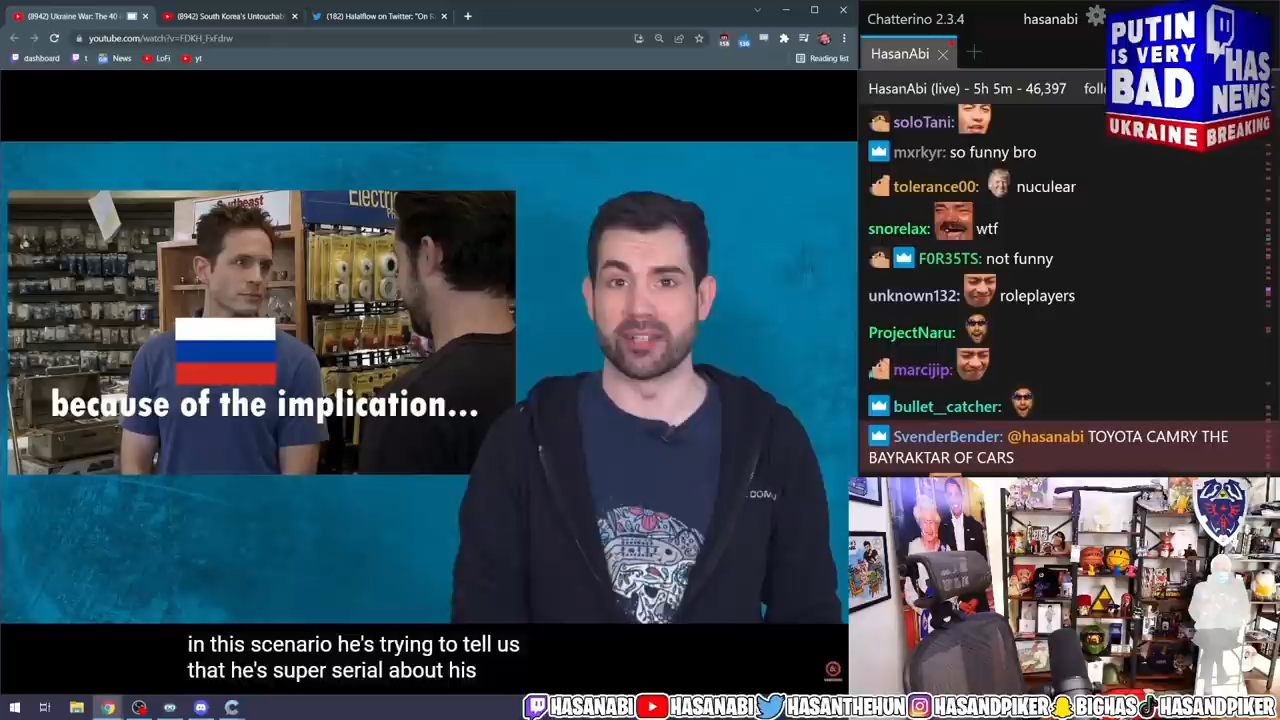 (8942) Ukraine War: The 40
(8942) South Korea's Untouchab
(182) Halalflow on Twitter: "On R
youtube.com/watch?v=FDKH_FxFdrw
dashboard
t
News
LoFi
yt
Reading list
Southeast
Electric
because of the implication...
in this scenario he's trying to tell us
that he's super serial about his
Chatterino 2.3.4
hasanabi
HasanAbi
HasanAbi (live) - 5h 5m - 46,397
PUTIN
IS VERY
BAD
HAS
NEWS
UKRAINE BREAKING
soloTani:
mxrkyr: so funny bro
tolerance00: nuculear
snorelax: wtf
F0R35TS: not funny
unknown132: roleplayers
ProjectNaru:
marcijip:
bullet__catcher:
SvenderBender: @hasanabi TOYOTA CAMRY THE
BAYRAKTAR OF CARS
HASANABI HASANABI HASANTHEHUN HASANDPIKER BIGHAS HASANDPIKER